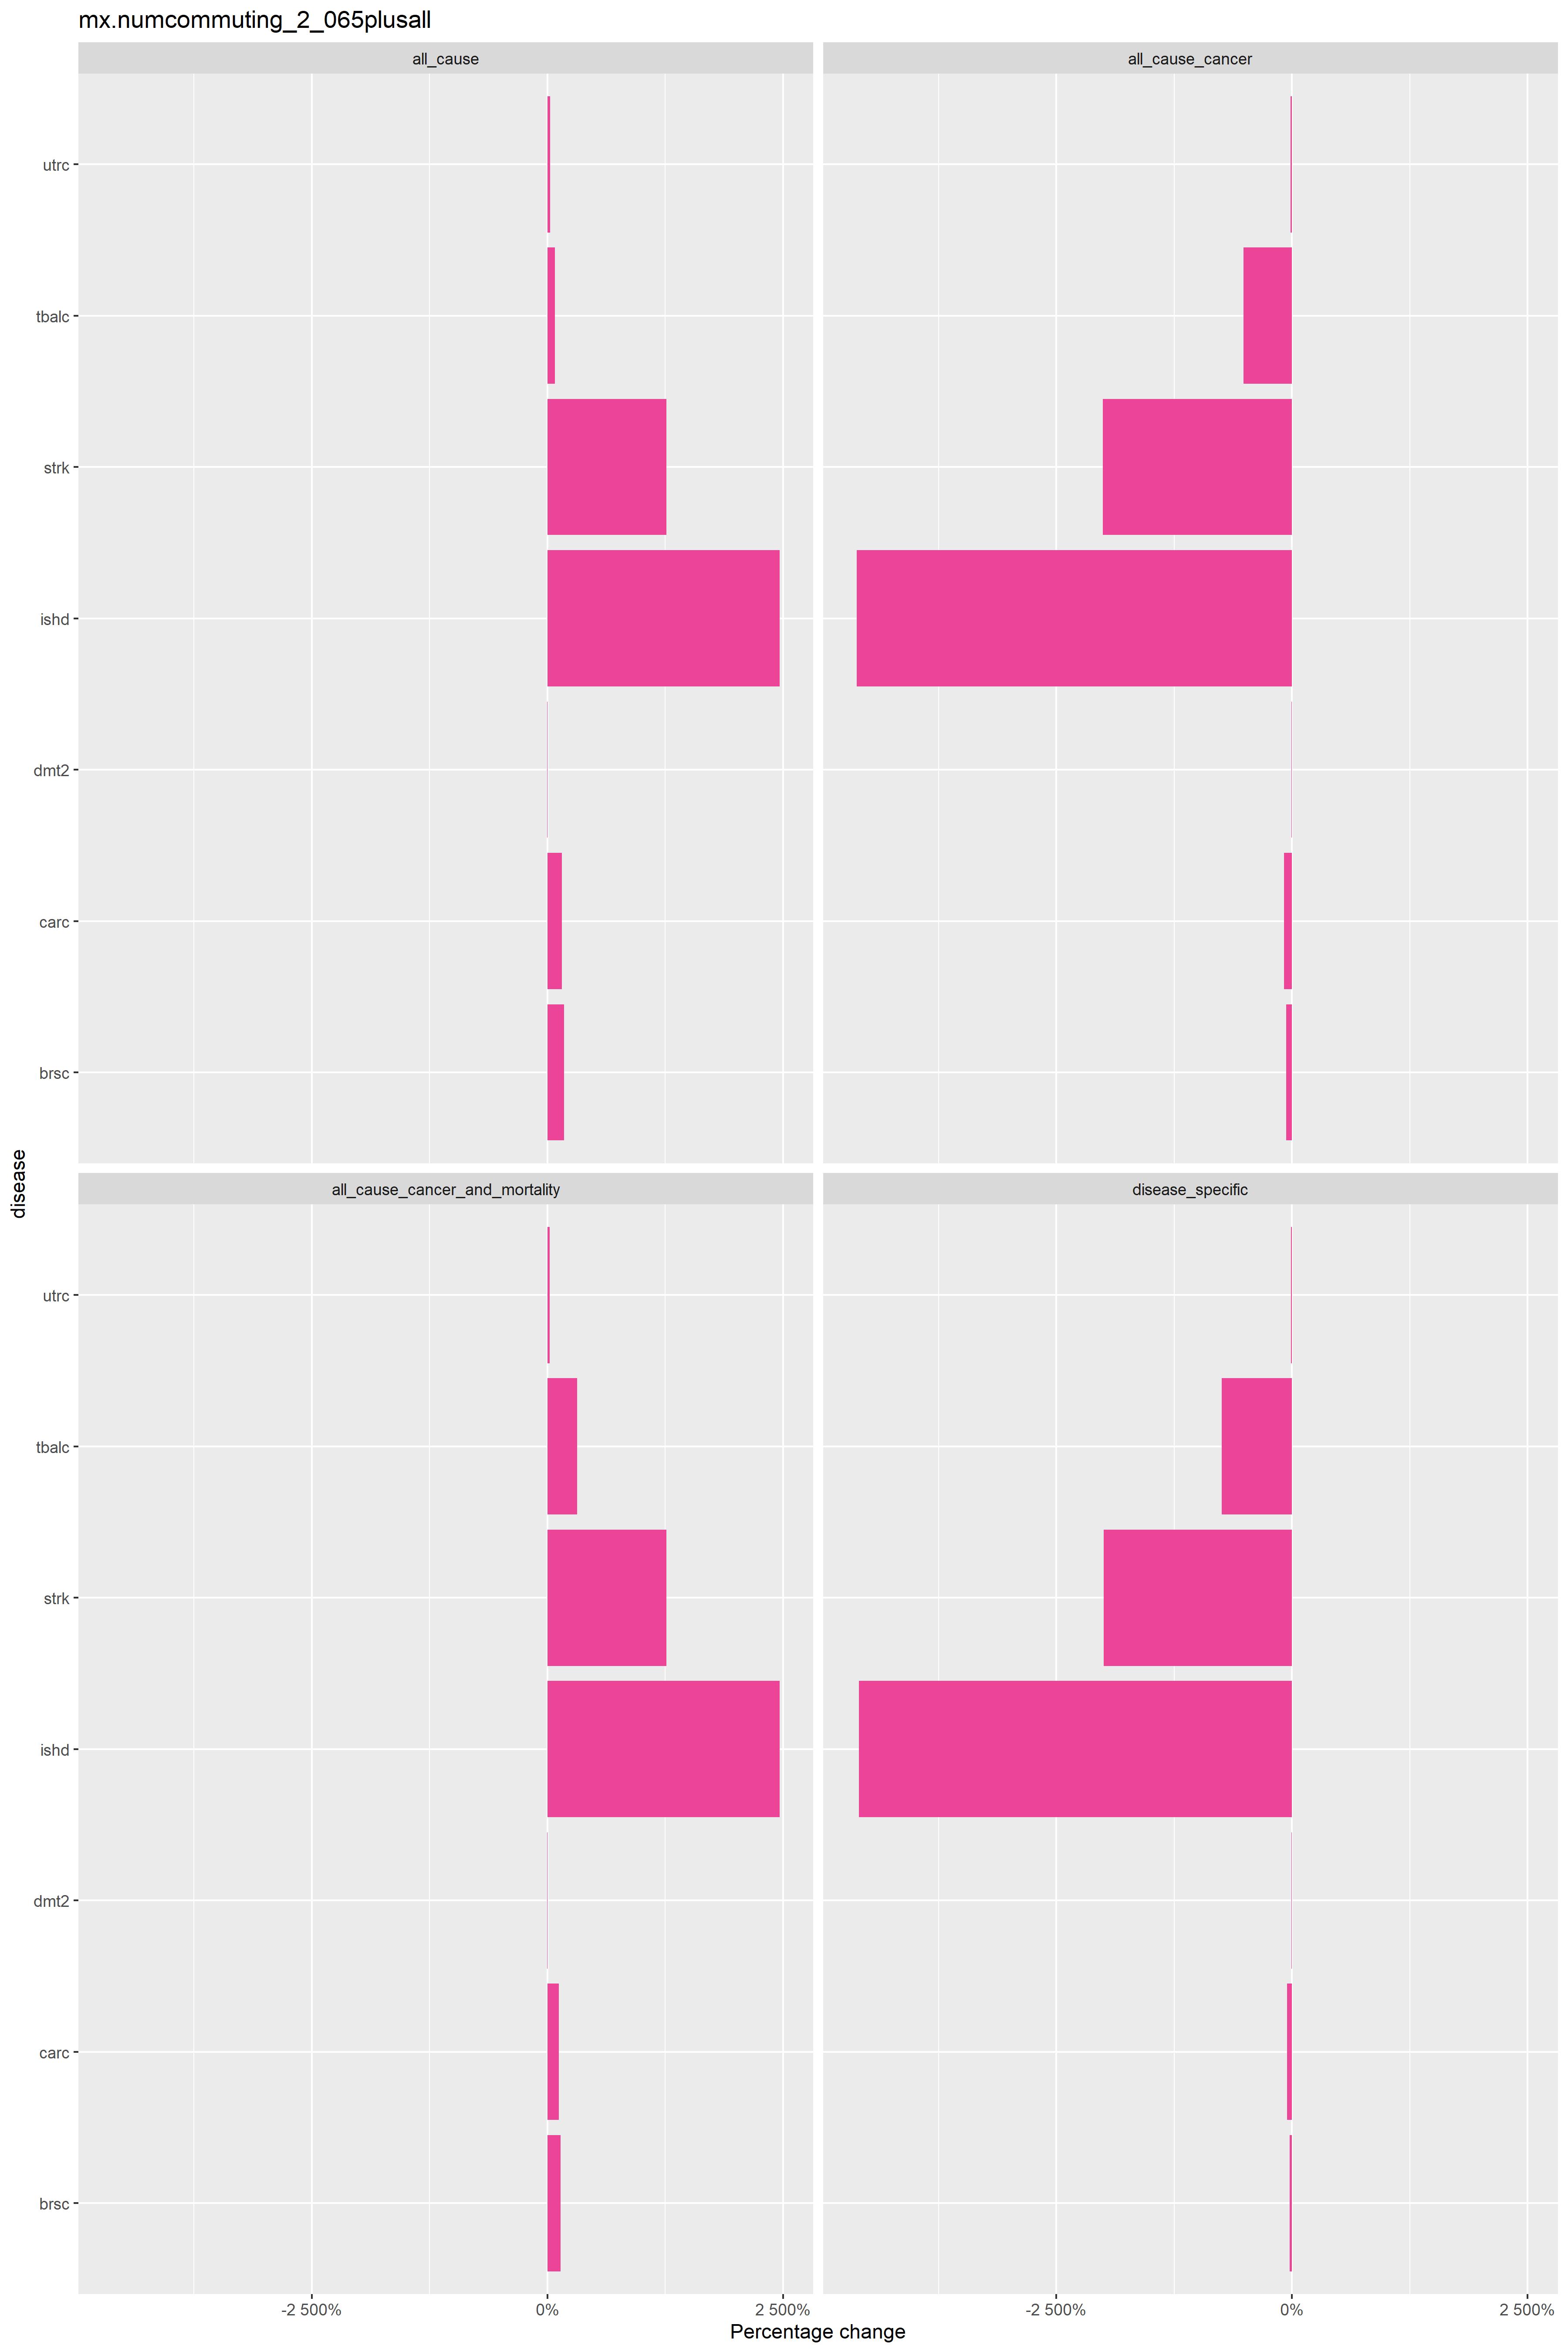 mx.numcommuting_2_065plusall
all_cause
all_cause_cancer
utrc
tbalc
strk
ishd
dmt2
carc
brsc
disease
all_cause_cancer_and_mortality
disease_specific
utrc
tbalc
strk
ishd
dmt2
carc
brsc
-2 500%
0%
2 500%
-2 500%
0%
2 500%
Percentage change